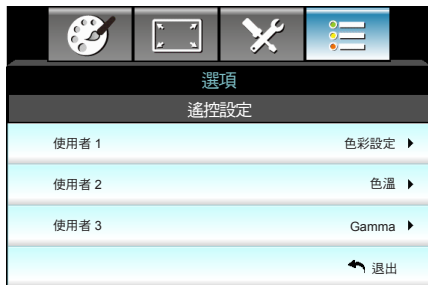 選項
遙控設定
使用者 1 色彩設定
使用者 2 色溫
使用者 3 Gamma
退出